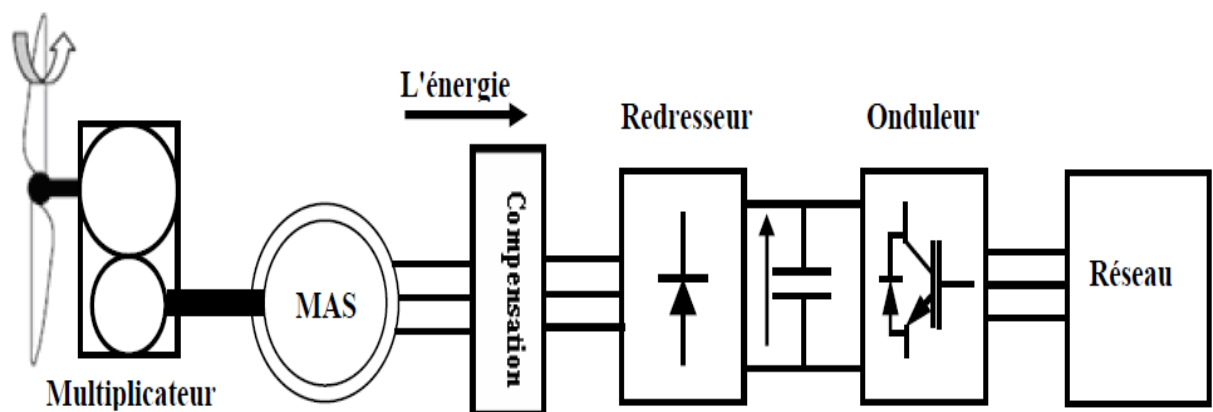 L'énergie
Redresseur
Onduleur
Compensation
MAS
Réseau
Multiplicateur